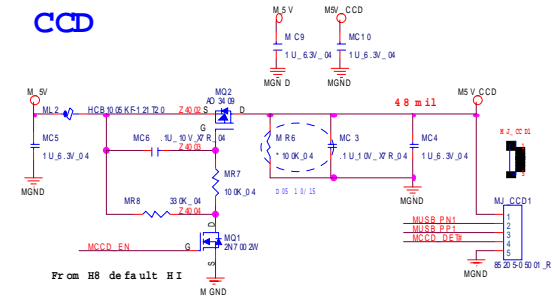 CCD
M_5V
M5V_CCD
MC9
1U_6.3V_04
MC10
1U_6.3V_04
MGND
MGND
M_5V
ML2
HCB1005KF-121T20
Z4002
MQ2
AO3409
S
D
G
48 mil
M5V_CCD
MC5
1U_6.3V_04
MGND
MC6
.1U_10V_X7R_04
Z4003
MR7
100K_04
MR8
330K_04
Z4004
MR6
*100K_04
D05 10/15
MC3
.1U_10V_X7R_04
MC4
1U_6.3V_04
MGND
MJ_CCD1
MJ_CCD1
MUSB_PN1
MUSB_PP1
MCCD_DET#
1
2
3
4
5
85205-05001_R
MGND
MCCD_EN
G
D
S
MQ1
2N7002W
From H8 default HI
MGND